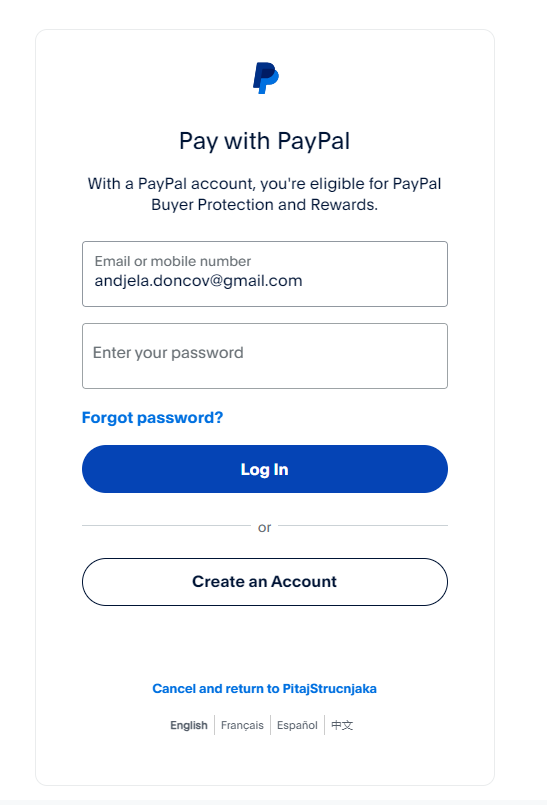 Pay with PayPal
With a PayPal account, you're eligible for PayPal
Buyer Protection and Rewards.
Email or mobile number
andjela.doncov@gmail.com
Enter your password
Forgot password?
Log In
or
Create an Account
Cancel and return to PitajStrucnjaka
English Français Español 中文